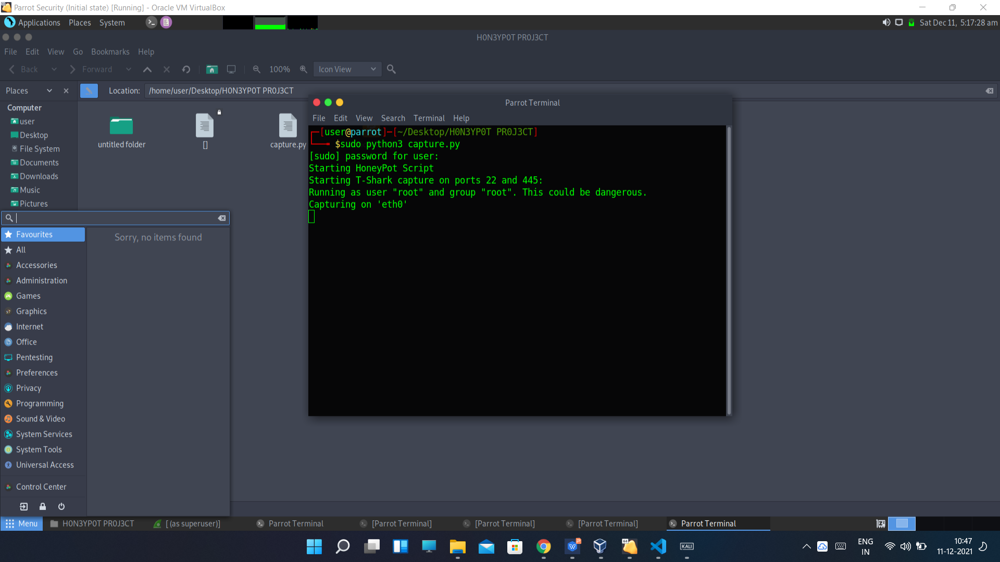 Parrot Security (Initial state) [Running] - Oracle VM VirtualBox
Applications Places System
Sat Dec 11, 5:17:28 am
H0N3YP0T PR0J3CT
File Edit View Go Bookmarks Help
Back Forward 100% Icon View
Places Location: /home/user/Desktop/H0N3YP0T PR0J3CT
Computer
user
Desktop
File System
Documents
Downloads
Music
Pictures
untitled folder
[]
capture.py
Parrot Terminal
File Edit View Search Terminal Help
[user@parrot]-[~/Desktop/H0N3YP0T PR0J3CT]
$sudo python3 capture.py
[sudo] password for user:
Starting HoneyPot Script
Starting T-Shark capture on ports 22 and 445:
Running as user "root" and group "root". This could be dangerous.
Capturing on 'eth0'
Favourites
Sorry, no items found
All
Accessories
Administration
Games
Graphics
Internet
Office
Pentesting
Preferences
Privacy
Programming
Sound & Video
System Services
System Tools
Universal Access
Control Center
Menu H0N3YP0T PR0J3CT [ (as superuser)] Parrot Terminal [Parrot Terminal] [Parrot Terminal] [Parrot Terminal] Parrot Terminal
64
KALI
ENG
IN
10:47
11-12-2021